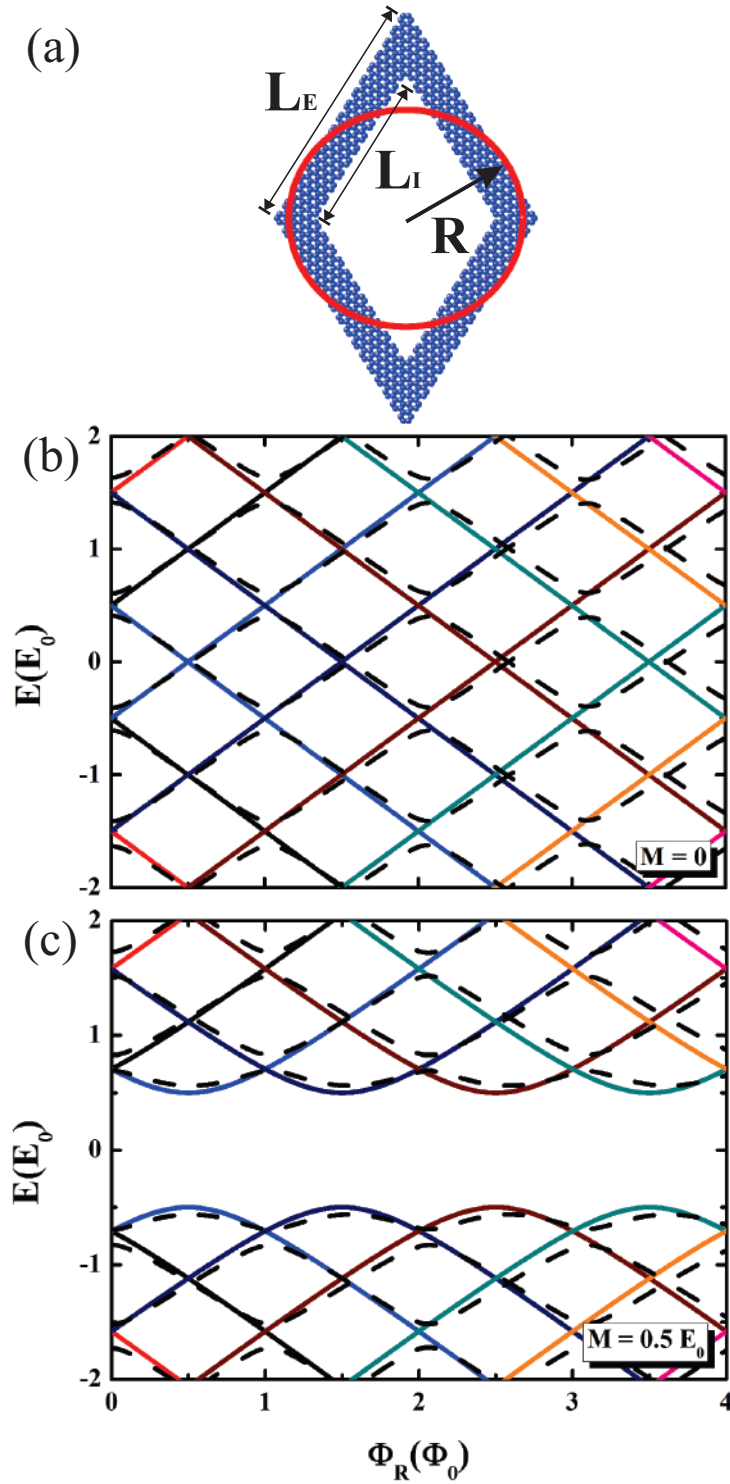 (a)
L_E
L_I
R
(b)
2
1
0
-1
-2
E(E_0)
M = 0
(c)
2
1
0
-1
-2
E(E_0)
M = 0.5 E_0
0 1 2 3 4
Φ_R(Φ_0)